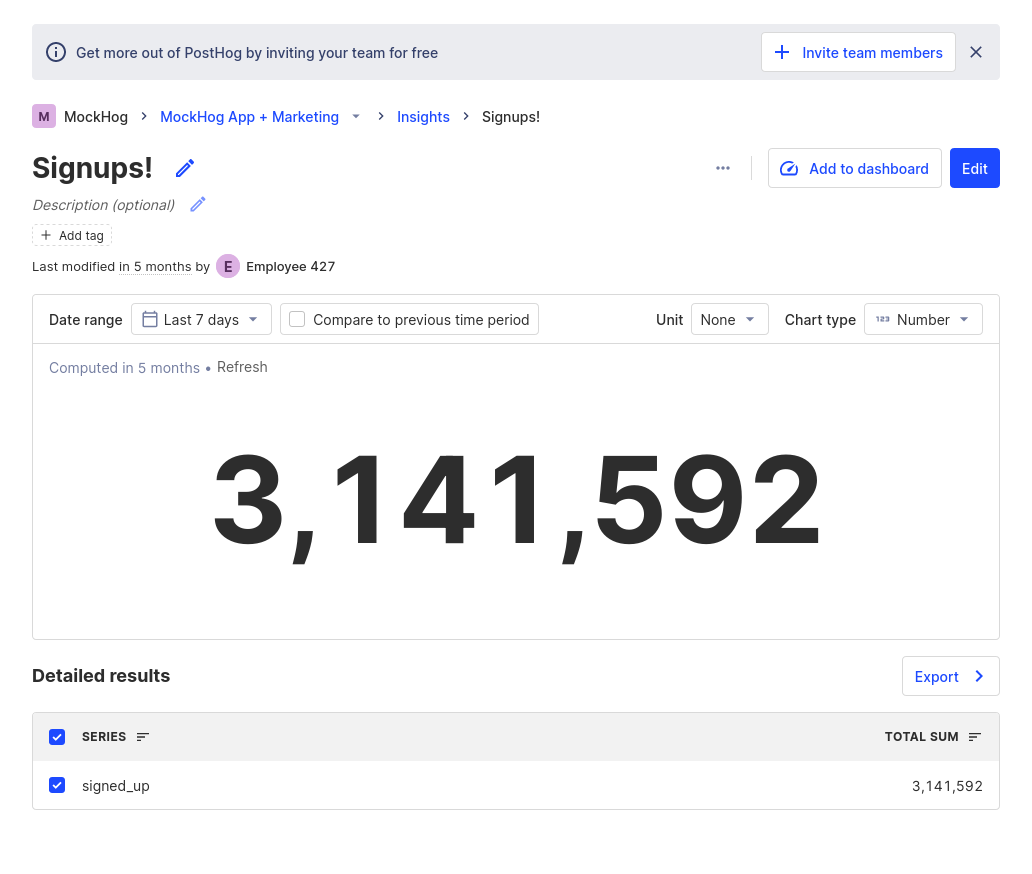 Get more out of PostHog by inviting your team for free
Invite team members
M MockHog MockHog App + Marketing Insights Signups!
Signups!
Add to dashboard Edit
Description (optional)
Add tag
Last modified in 5 months by E Employee 427
Date range Last 7 days Compare to previous time period Unit None Chart type 123 Number
Computed in 5 months • Refresh
3,141,592
Detailed results
Export
SERIES TOTAL SUM
signed_up 3,141,592